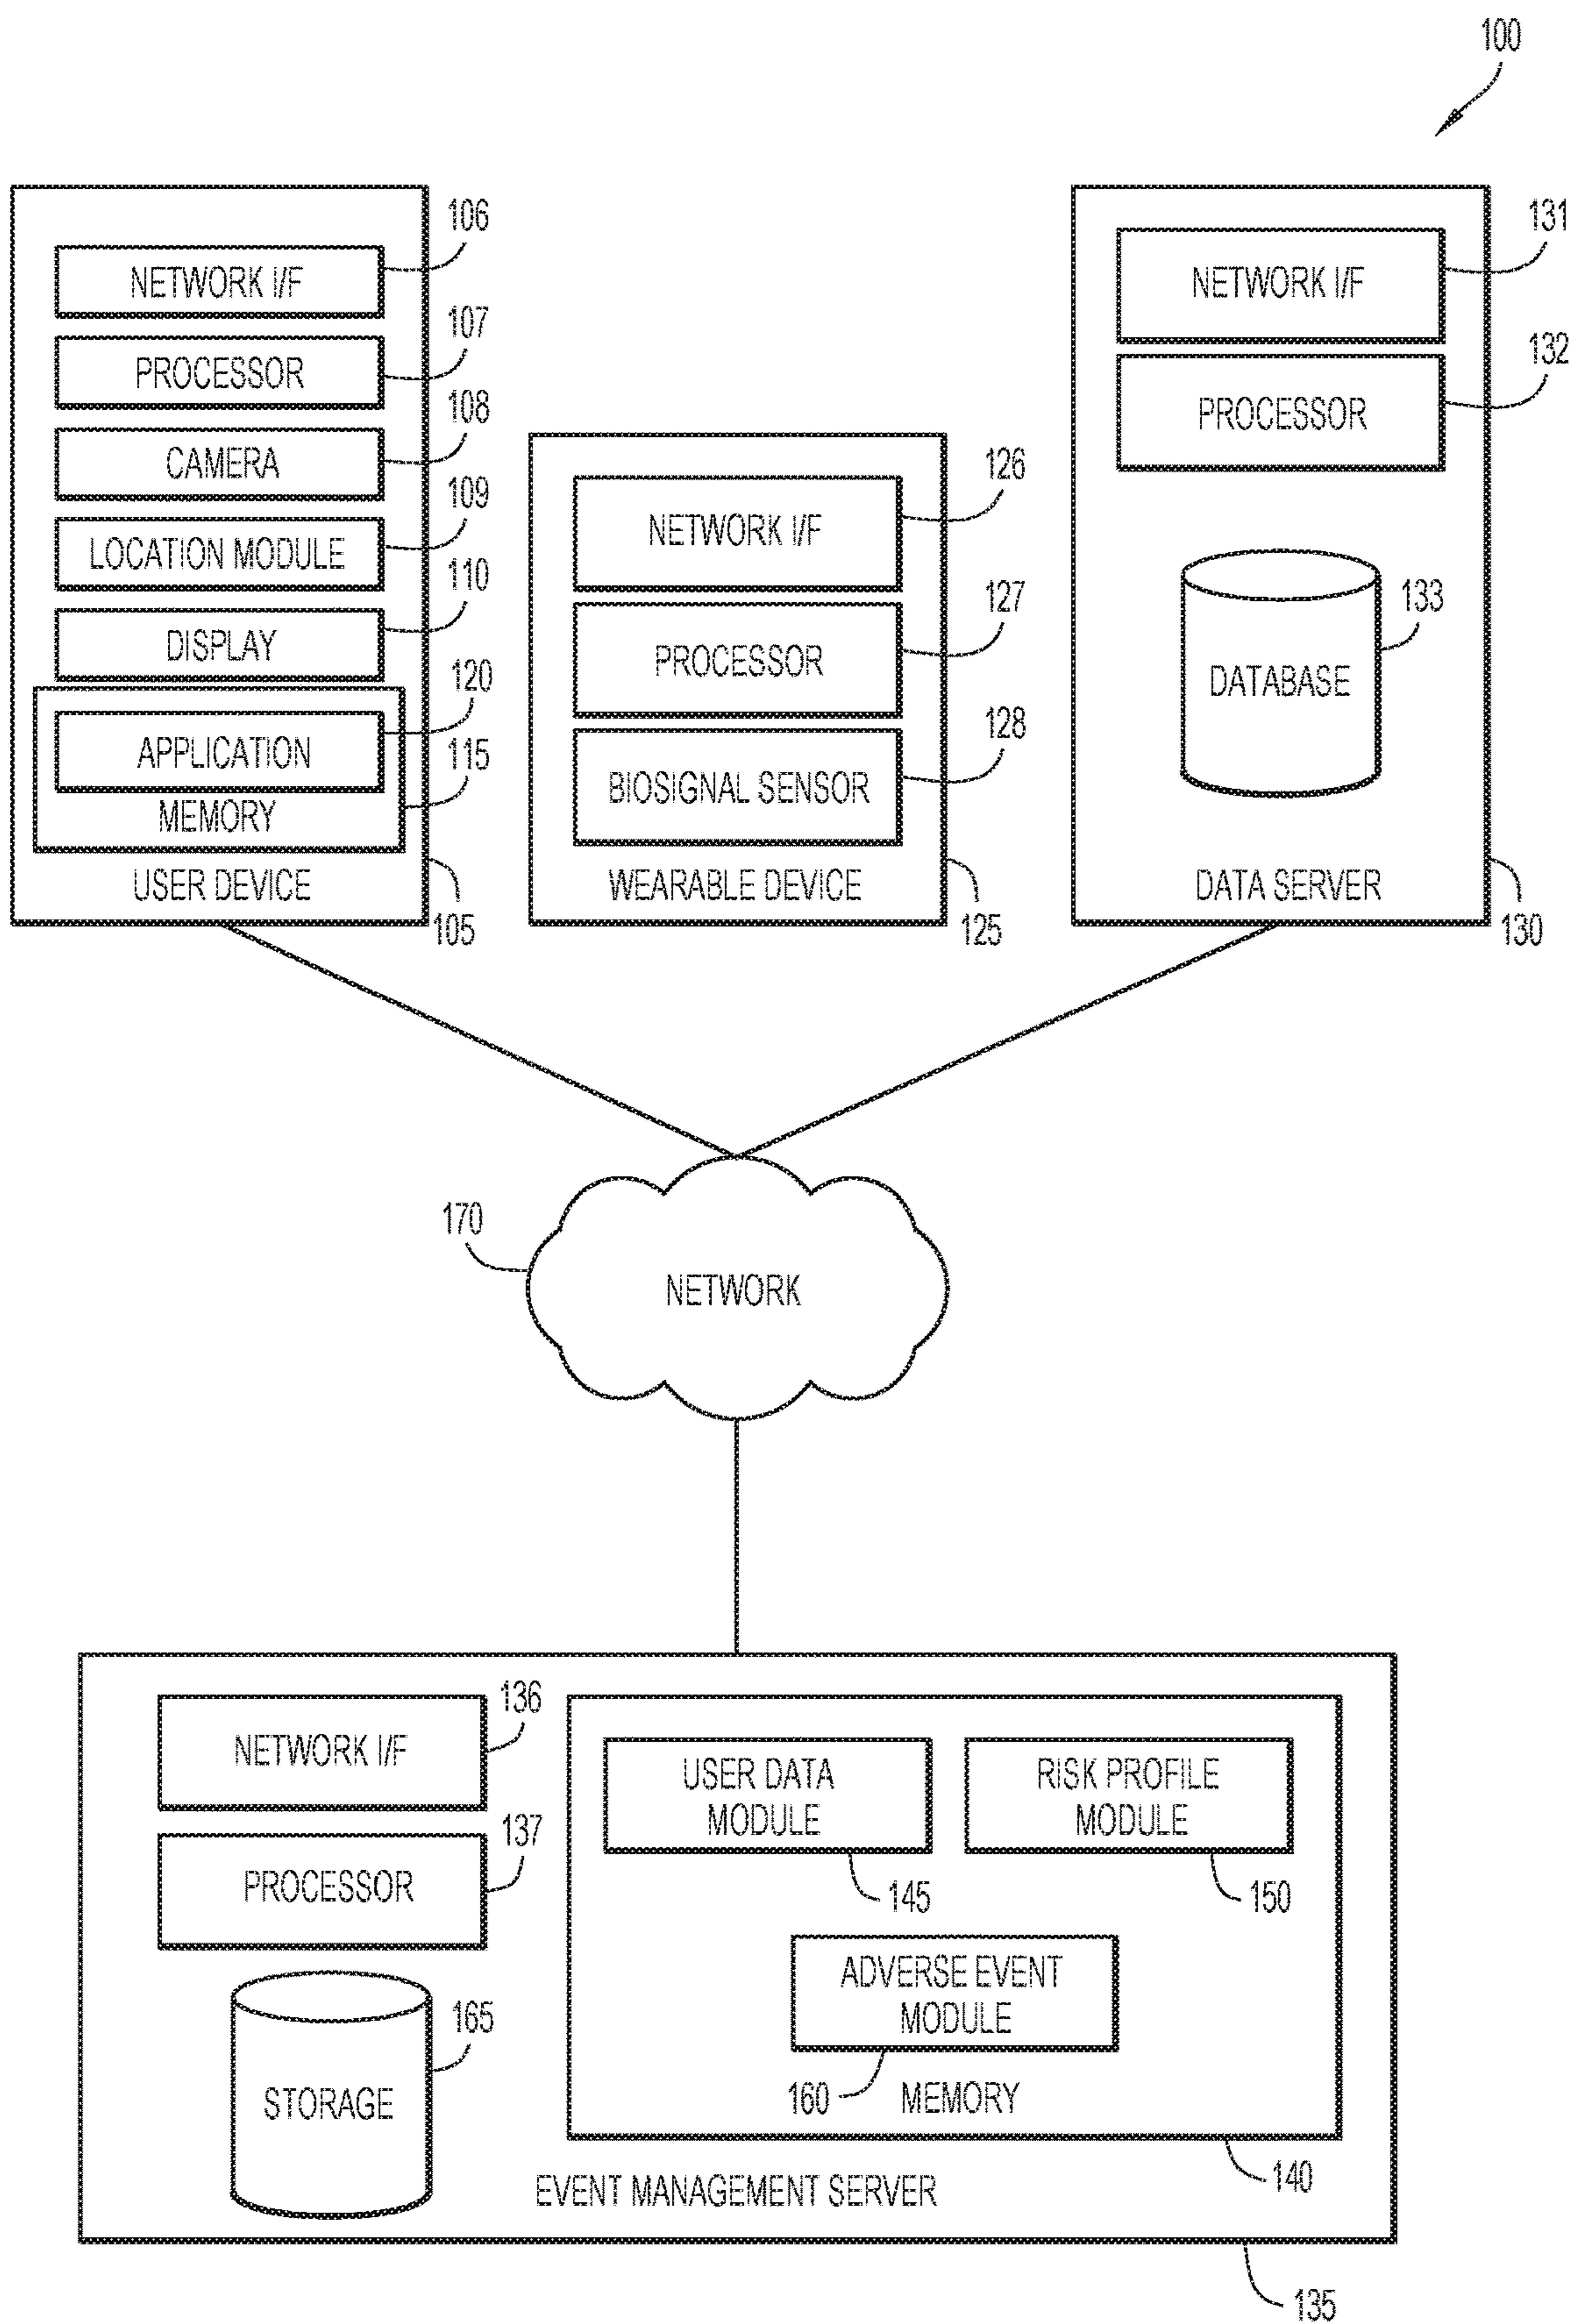 100
106
NETWORK I/F
107
PROCESSOR
108
CAMERA
109
LOCATION MODULE
110
DISPLAY
120
APPLICATION
115
MEMORY
USER DEVICE
105
126
NETWORK I/F
127
PROCESSOR
128
BIOSIGNAL SENSOR
WEARABLE DEVICE
125
131
NETWORK I/F
132
PROCESSOR
133
DATABASE
DATA SERVER
130
170
NETWORK
136
NETWORK I/F
137
PROCESSOR
165
STORAGE
USER DATA
MODULE
145
RISK PROFILE
MODULE
150
ADVERSE EVENT
MODULE
160
MEMORY
140
EVENT MANAGEMENT SERVER
135